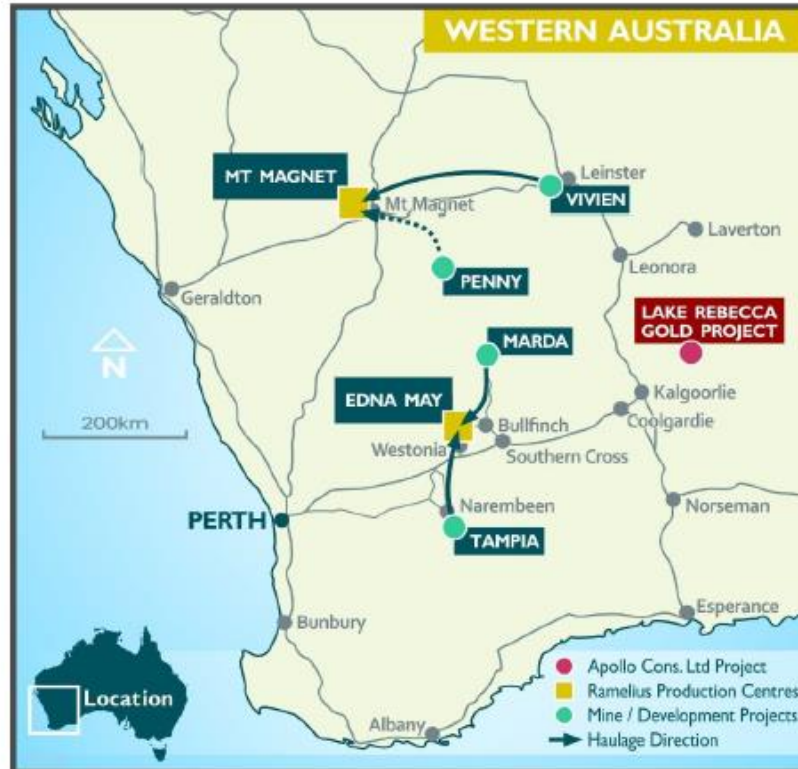 WESTERN AUSTRALIA
MT MAGNET
Leinster
Mt Magnet
VIVIEN
Laverton
Leonora
PENNY
Geraldton
LAKE REBECCA
GOLD PROJECT
MARDA
N
Kalgoorlie
EDNA MAY
Coolgardie
200km
Bullfinch
Westonia
Southern Cross
PERTH
Narembeen
Norseman
TAMPIA
Esperance
Bunbury
Apollo Cons. Ltd Project
Ramelius Production Centres
Location
Mine / Development Projects
Albany
Haulage Direction